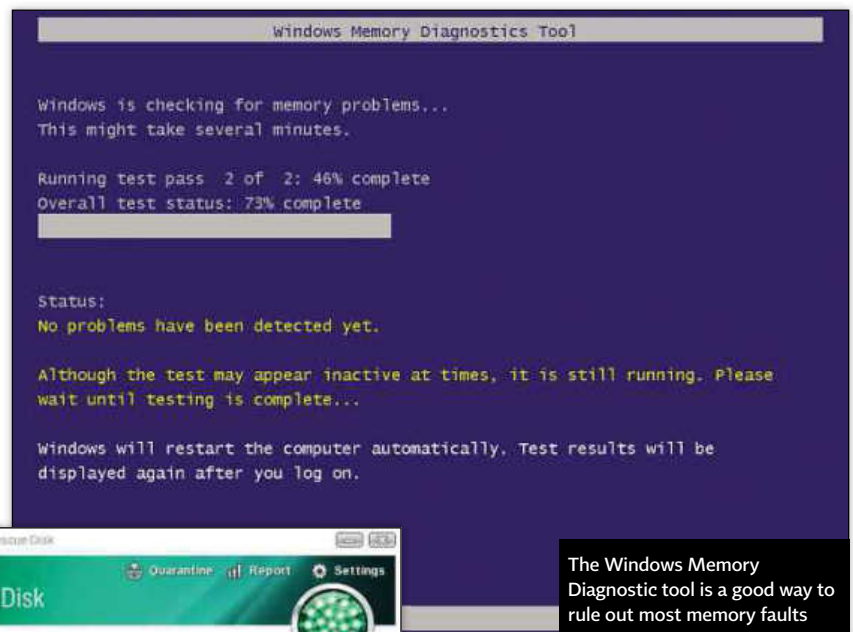 Windows Memory Diagnostics Tool
Windows is checking for memory problems...
This might take several minutes.
Running test pass 2 of 2: 46% complete
Overall test status: 73% complete
Status:
No problems have been detected yet.
Although the test may appear inactive at times, it is still running. Please
wait until testing is complete...
Windows will restart the computer automatically. Test results will be
displayed again after you log on.
Disk
Quarantine Report Settings
Disk
The Windows Memory
Diagnostic tool is a good way to
rule out most memory faults